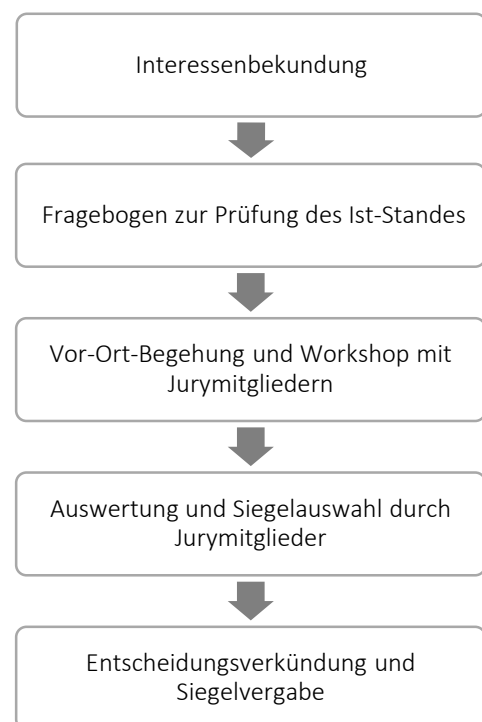 Interessenbekundung
Fragebogen zur Prüfung des Ist-Standes
Vor-Ort-Begehung und Workshop mit
Jurymitgliedern
Auswertung und Siegelauswahl durch
Jurymitglieder
Entscheidungsverkündung und
Siegelvergabe